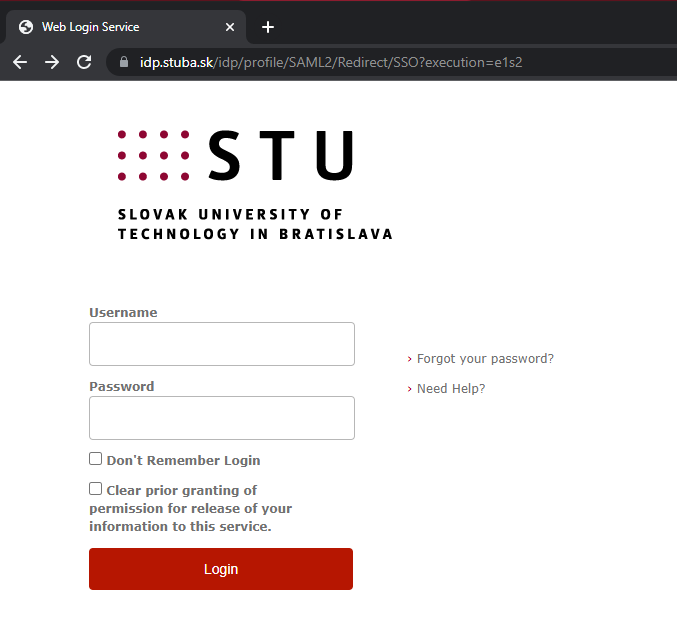 Web Login Service
idp.stuba.sk/idp/profile/SAML2/Redirect/SSO?execution=e1s2
STU
SLOVAK UNIVERSITY OF
TECHNOLOGY IN BRATISLAVA
Username
Forgot your password?
Password
Need Help?
Don't Remember Login
Clear prior granting of
permission for release of your
information to this service.
Login